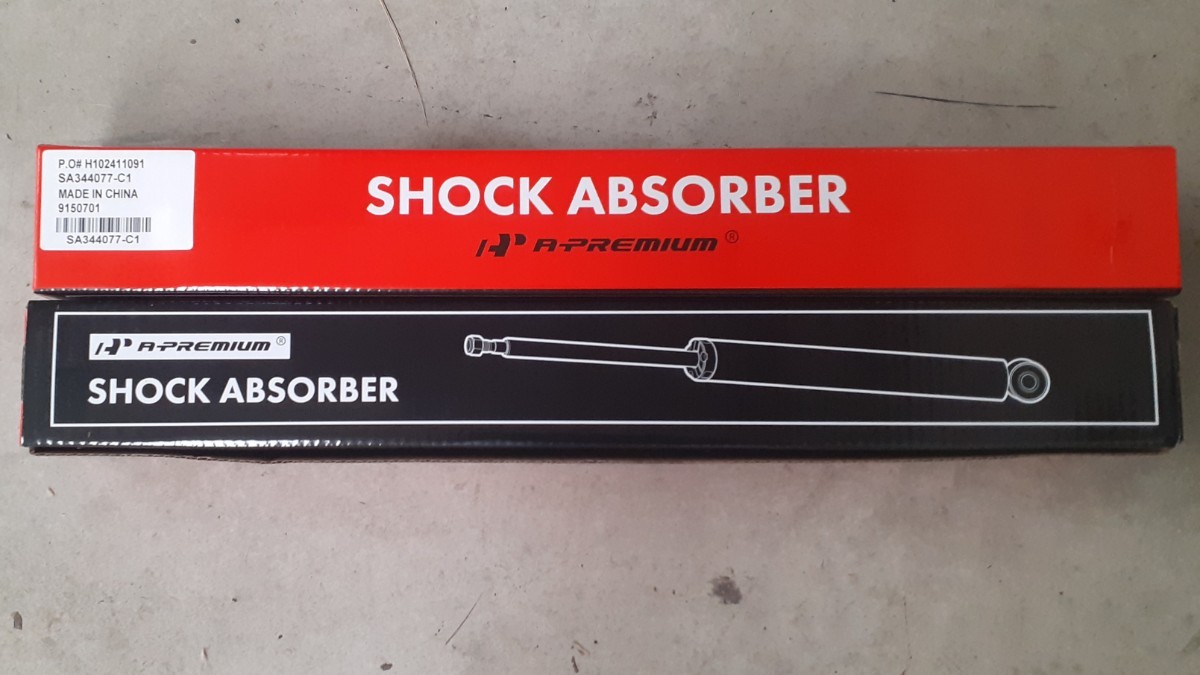 P.O# H102411091
SA344077-C1
MADE IN CHINA
9150701
SA344077-C1
SHOCK ABSORBER
A-PREMIUM ®
A-PREMIUM ®
SHOCK ABSORBER